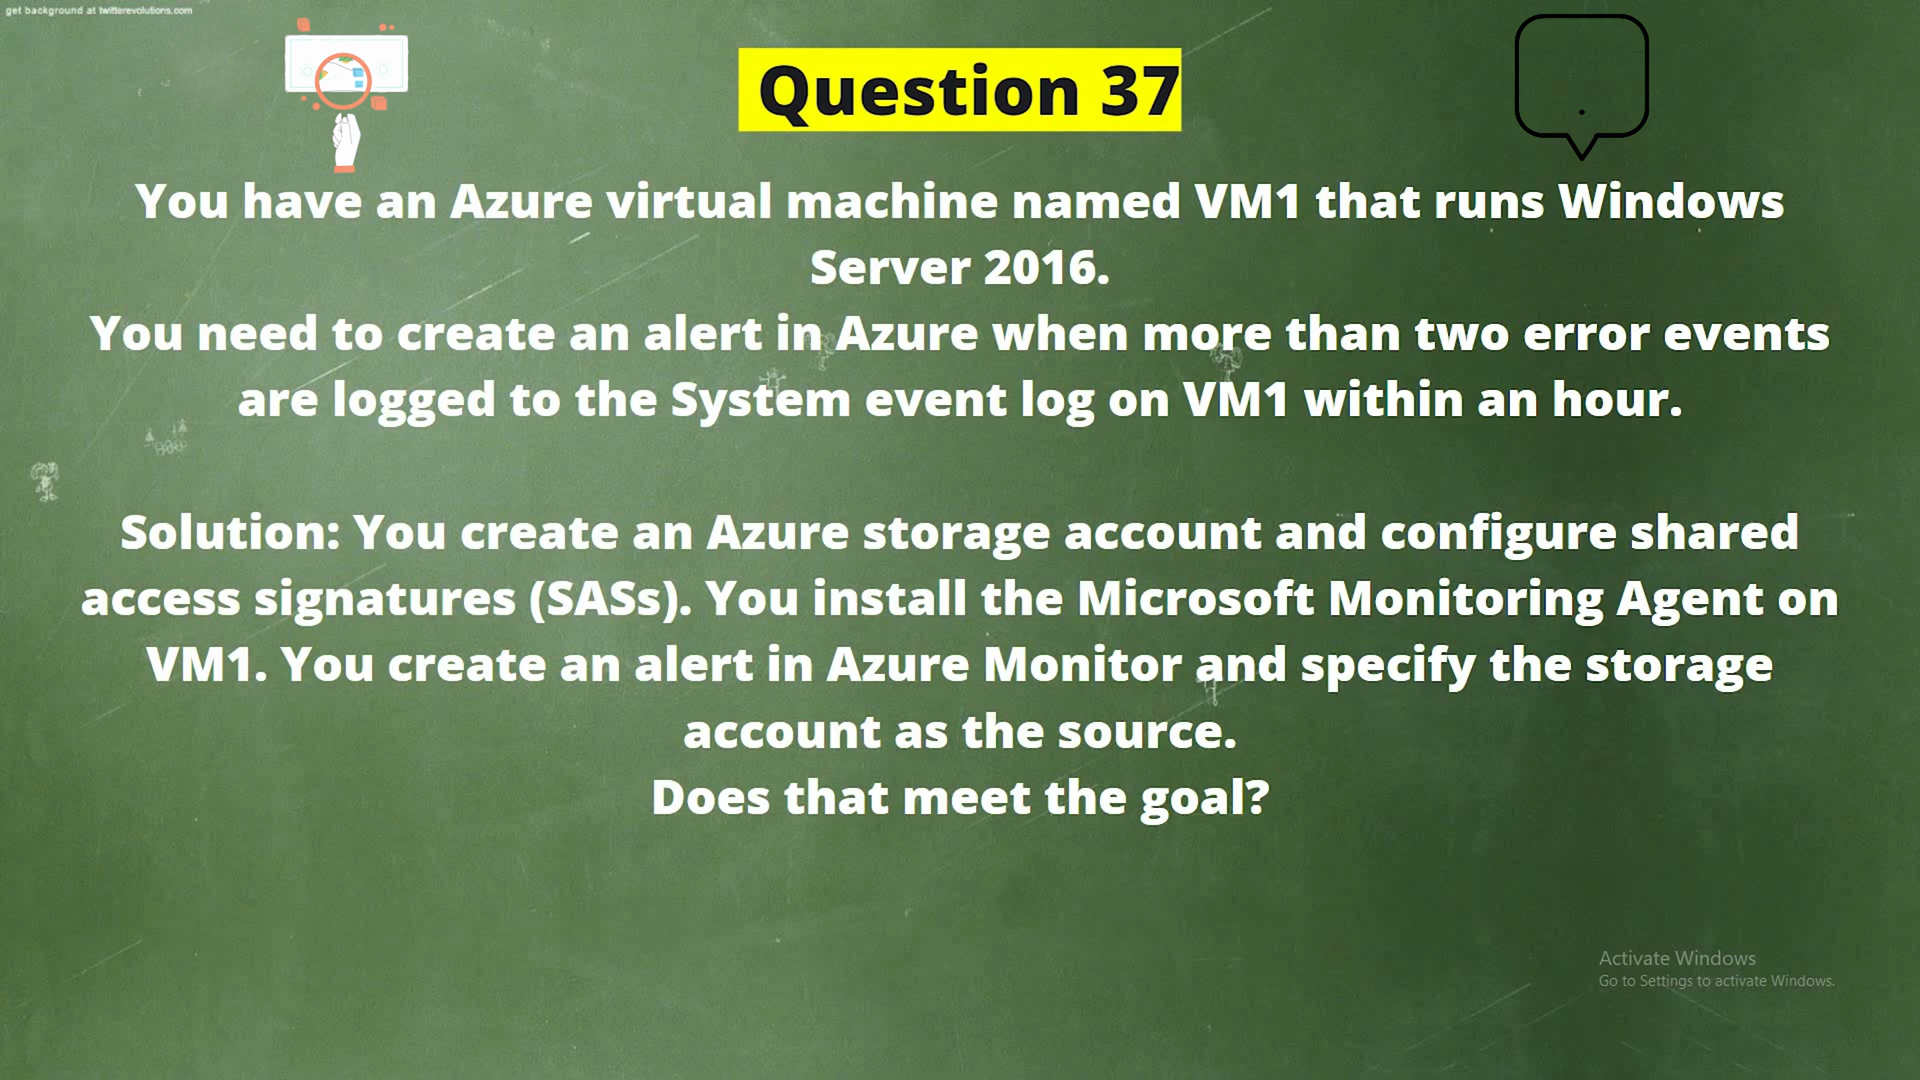 get background at twitterevolutions.com
Question 37
You have an Azure virtual machine named VM1 that runs Windows
Server 2016.
You need to create an alert in Azure when more than two error events
are logged to the System event log on VM1 within an hour.
Solution: You create an Azure storage account and configure shared
access signatures (SASs). You install the Microsoft Monitoring Agent on
VM1. You create an alert in Azure Monitor and specify the storage
account as the source.
Does that meet the goal?
Activate Windows
Go to Settings to activate Windows.